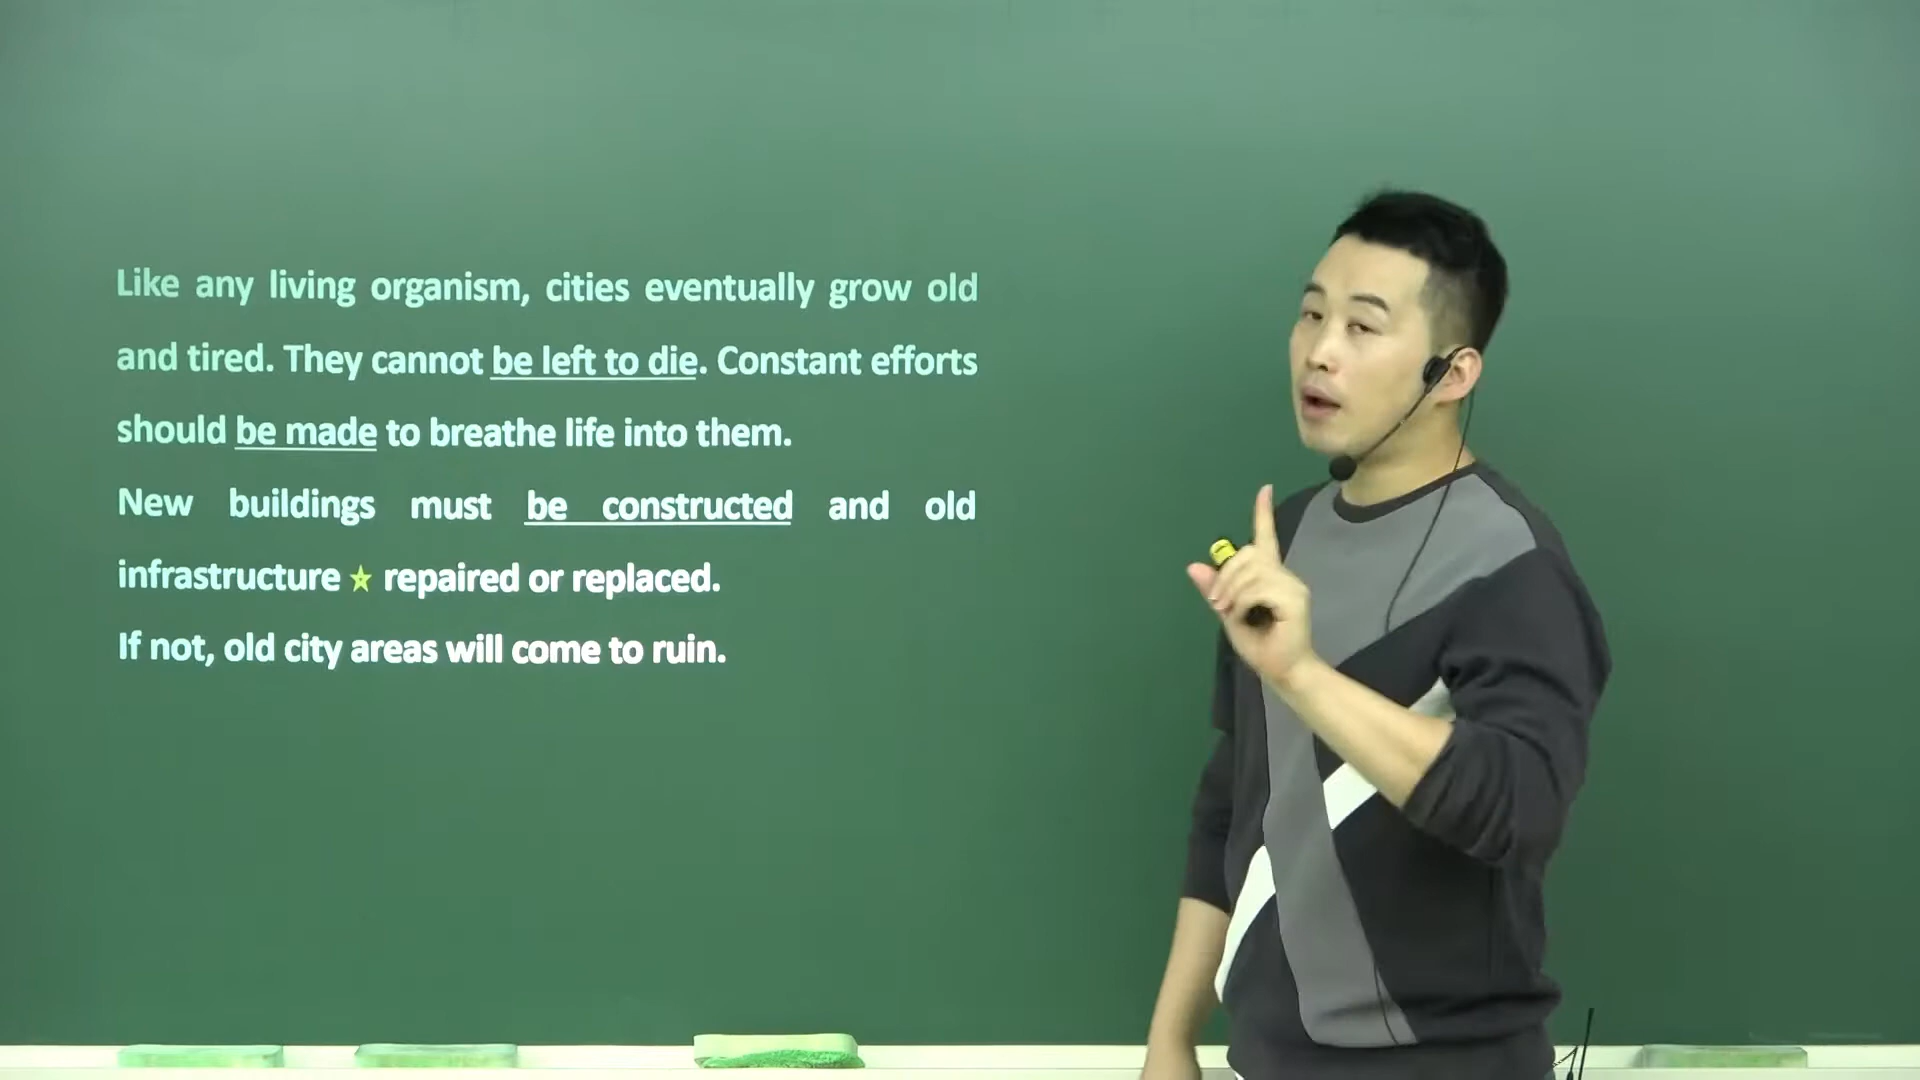 Like any living organism, cities eventually grow old
and tired. They cannot be left to die. Constant efforts
should be made to breathe life into them.
New buildings must be constructed and old
infrastructure ☆ repaired or replaced.
If not, old city areas will come to ruin.